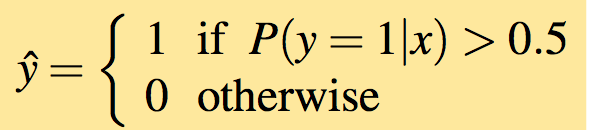 ŷ = { 1 if P(y = 1|x) > 0.5
0 otherwise